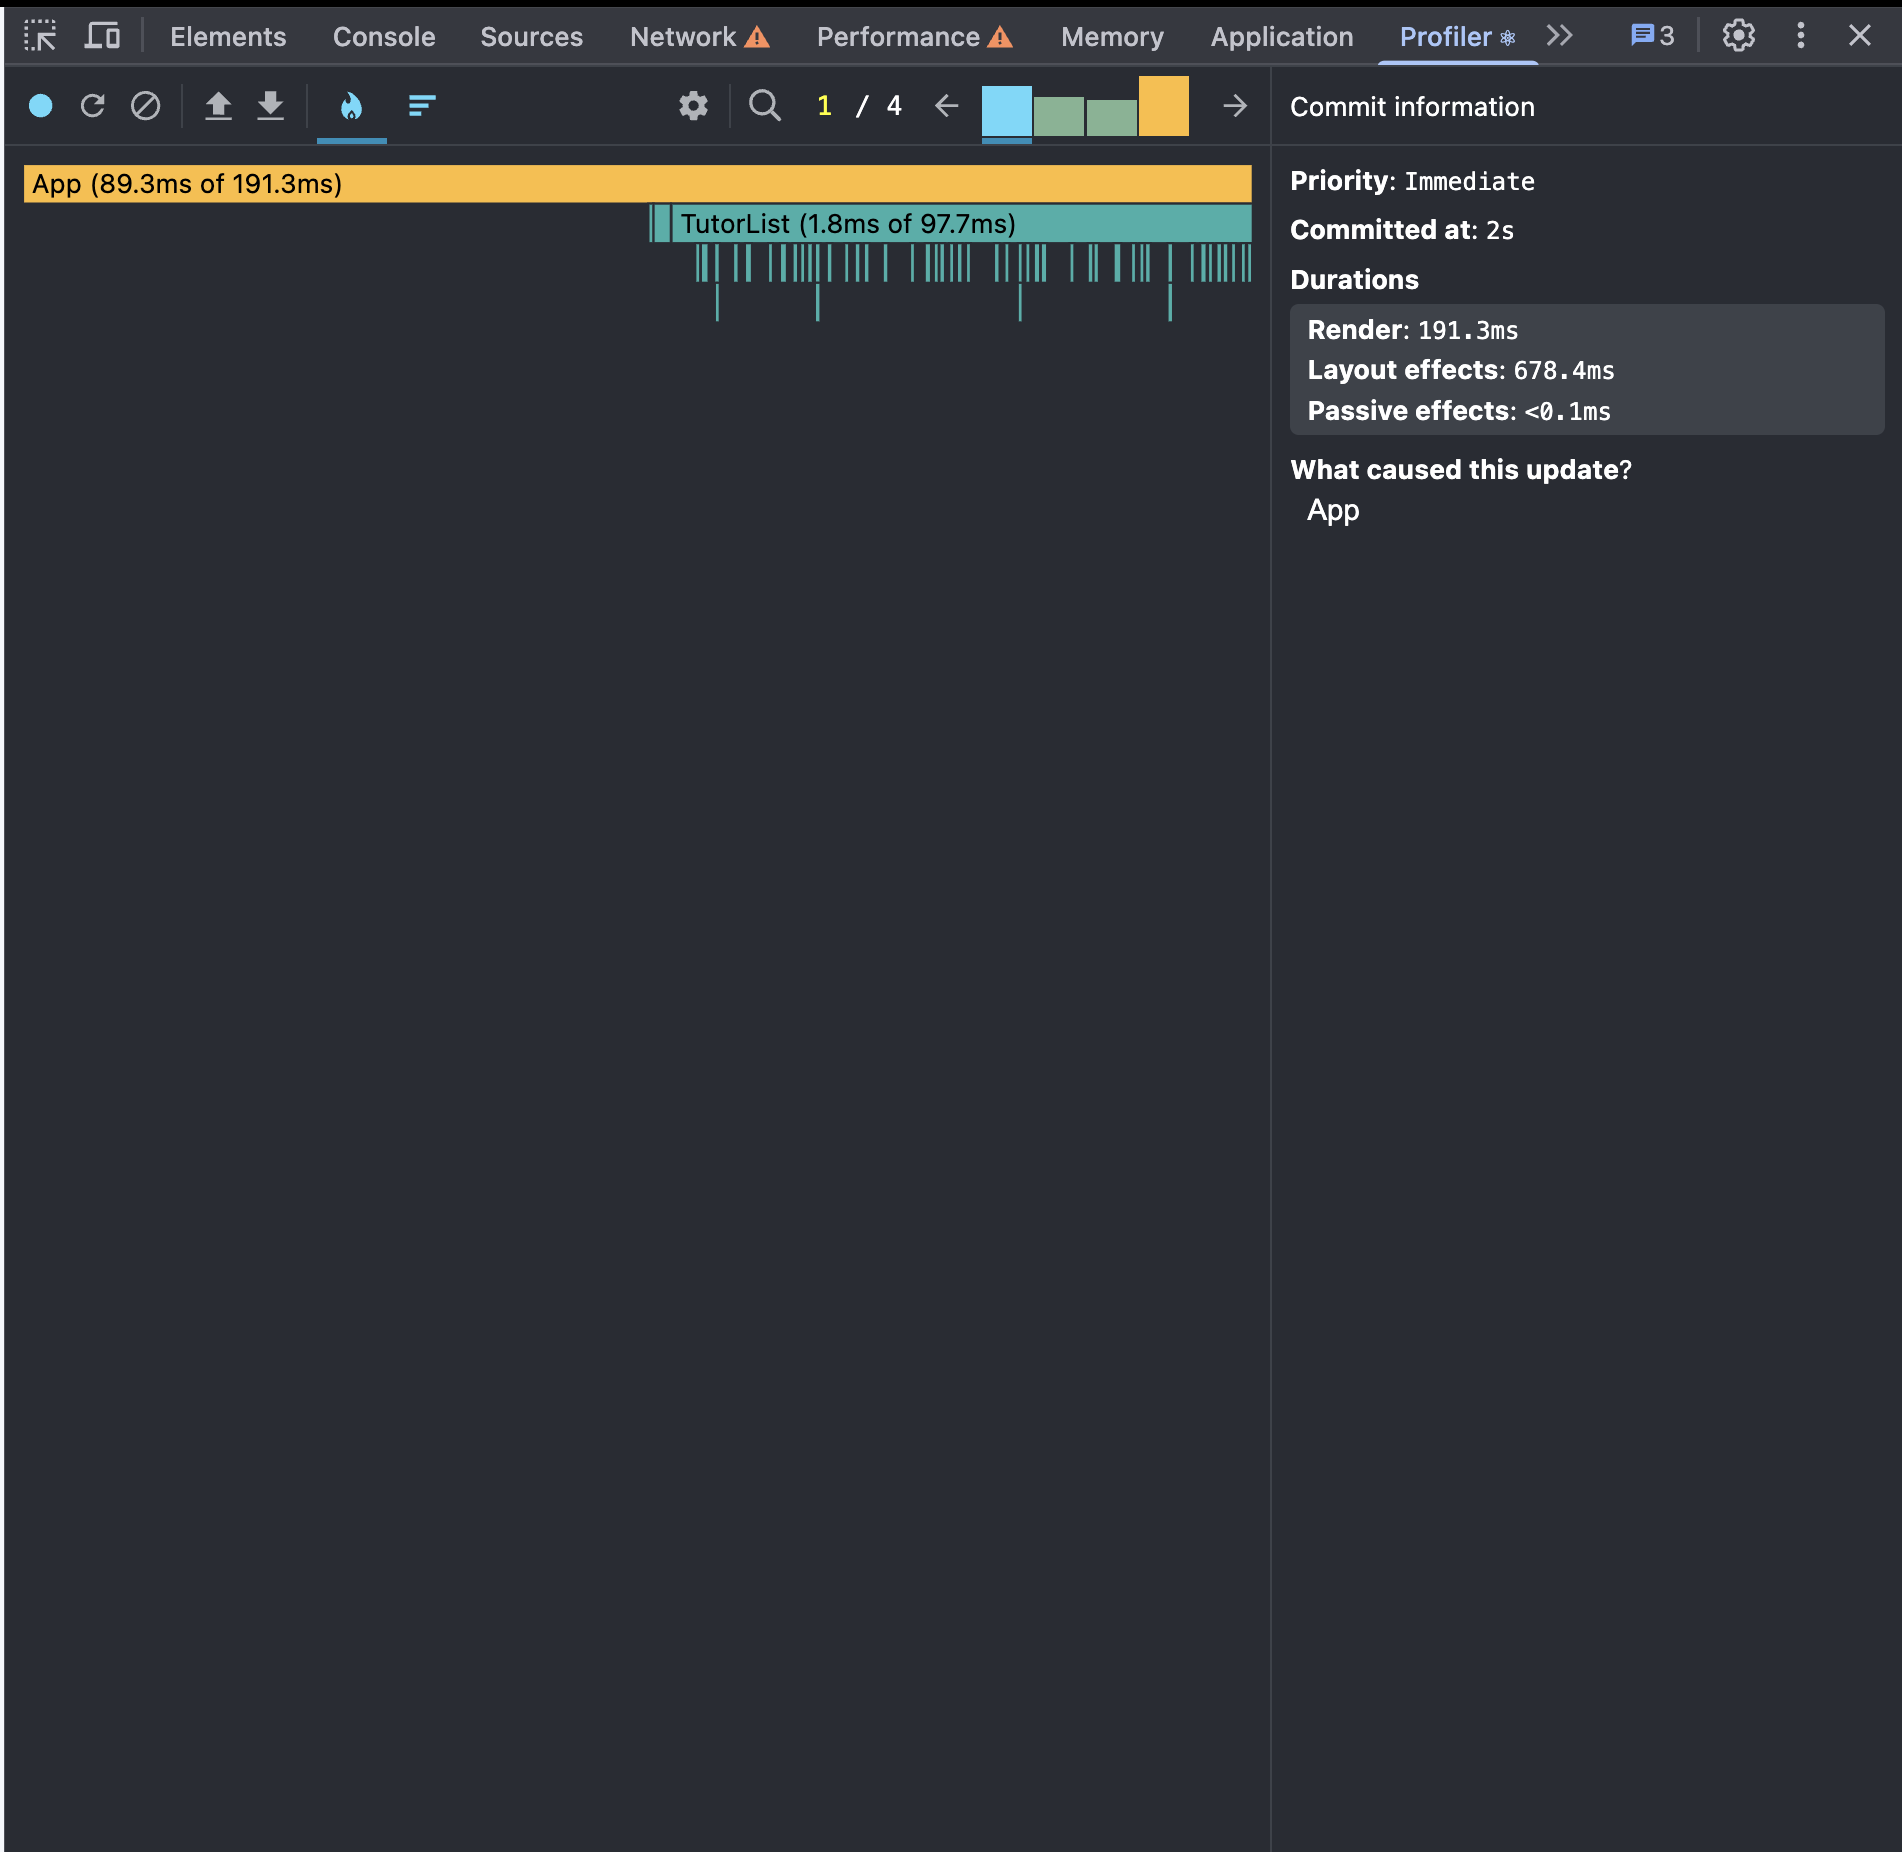 Elements Console Sources Network Performance Memory Application Profiler 3
1 / 4
Commit information
App (89.3ms of 191.3ms)
TutorList (1.8ms of 97.7ms)
Priority: Immediate
Committed at: 2s
Durations
Render: 191.3ms
Layout effects: 678.4ms
Passive effects: <0.1ms
What caused this update?
App